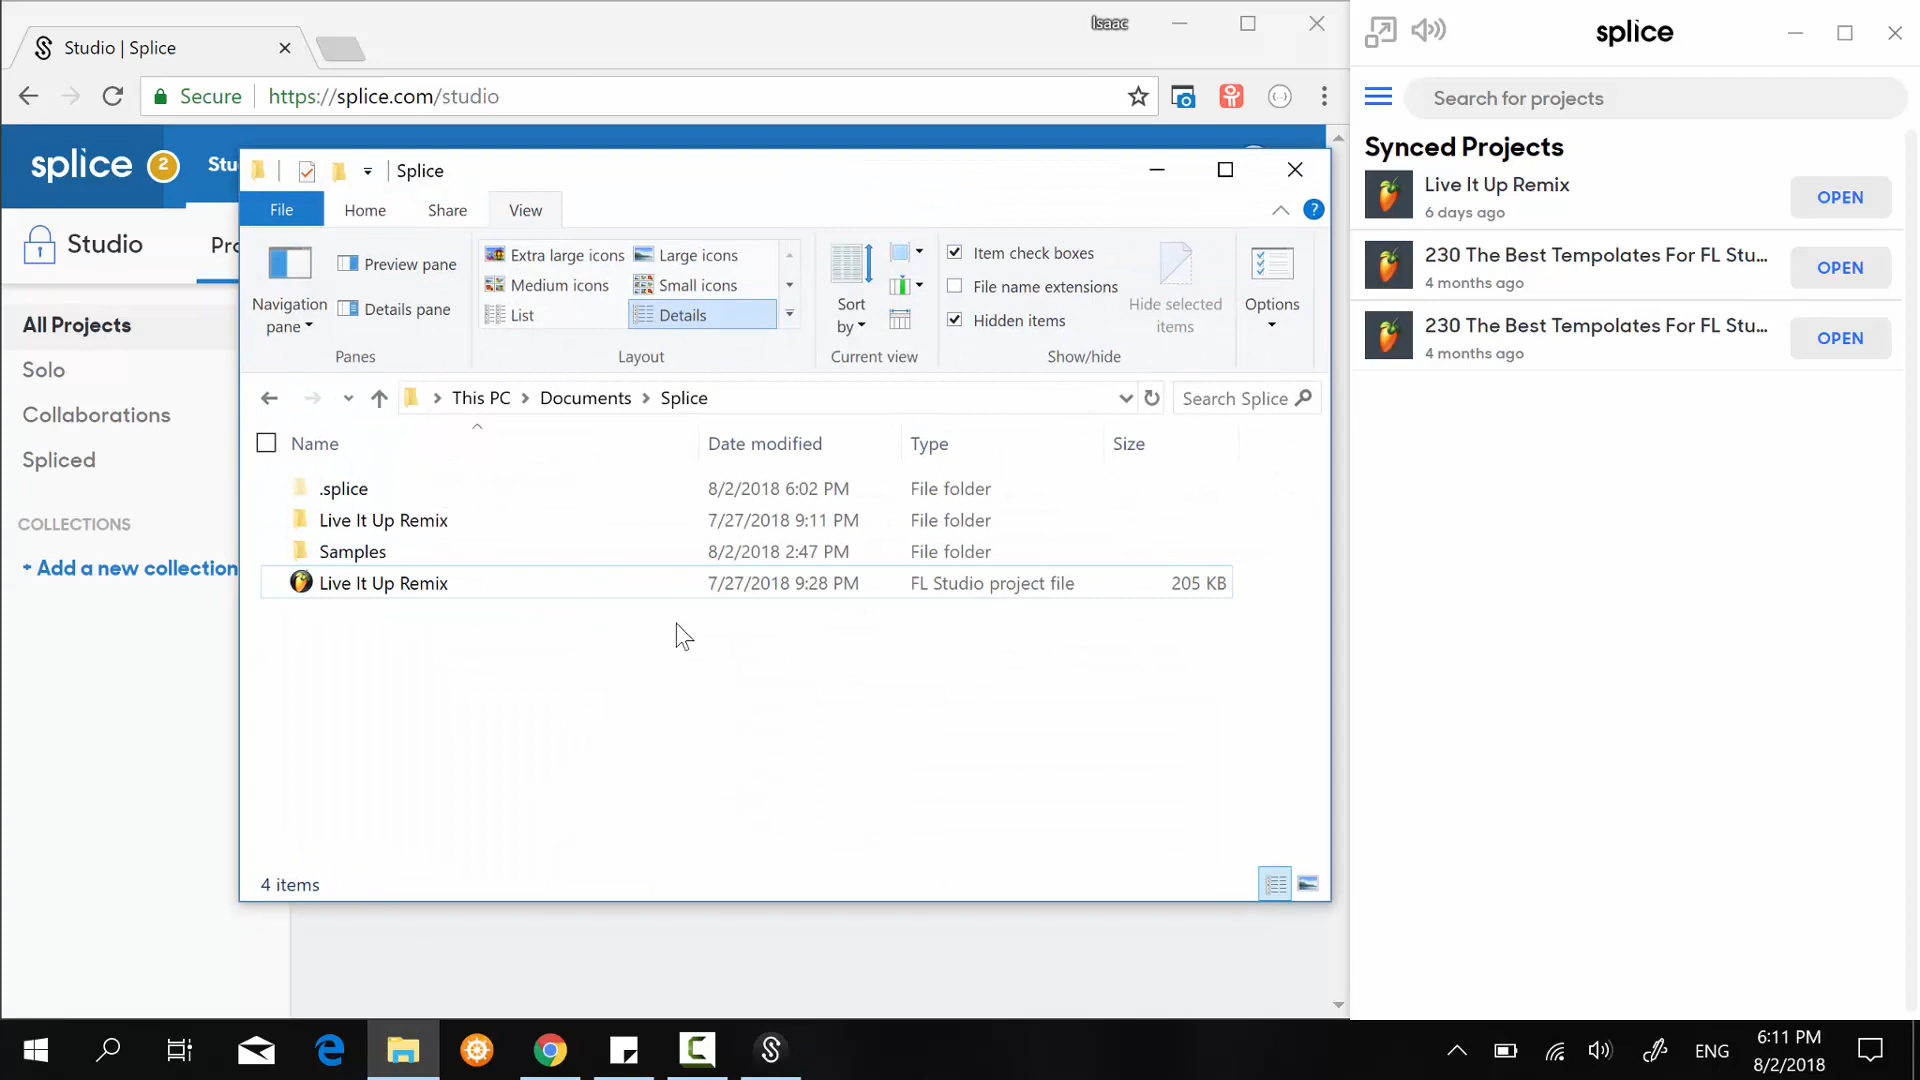 Studio | Splice
Isaac
Secure
https://splice.com/studio
splice 2
Stu
Studio
Pro
All Projects
Solo
Collaborations
Spliced
COLLECTIONS
+ Add a new collection
Splice
File
Home
Share
View
Navigation
pane
Preview pane
Details pane
Panes
Extra large icons
Large icons
Medium icons
Small icons
List
Details
Layout
Sort
by
Current view
Item check boxes
File name extensions
Hidden items
Hide selected
items
Show/hide
Options
This PC
Documents
Splice
Search Splice
Name
Date modified
Type
Size
.splice
8/2/2018 6:02 PM
File folder
Live It Up Remix
7/27/2018 9:11 PM
File folder
Samples
8/2/2018 2:47 PM
File folder
Live It Up Remix
7/27/2018 9:28 PM
FL Studio project file
205 KB
4 items
splice
Search for projects
Synced Projects
Live It Up Remix
6 days ago
OPEN
230 The Best Tempolates For FL Stu...
4 months ago
OPEN
230 The Best Tempolates For FL Stu...
4 months ago
OPEN
ENG
6:11 PM
8/2/2018